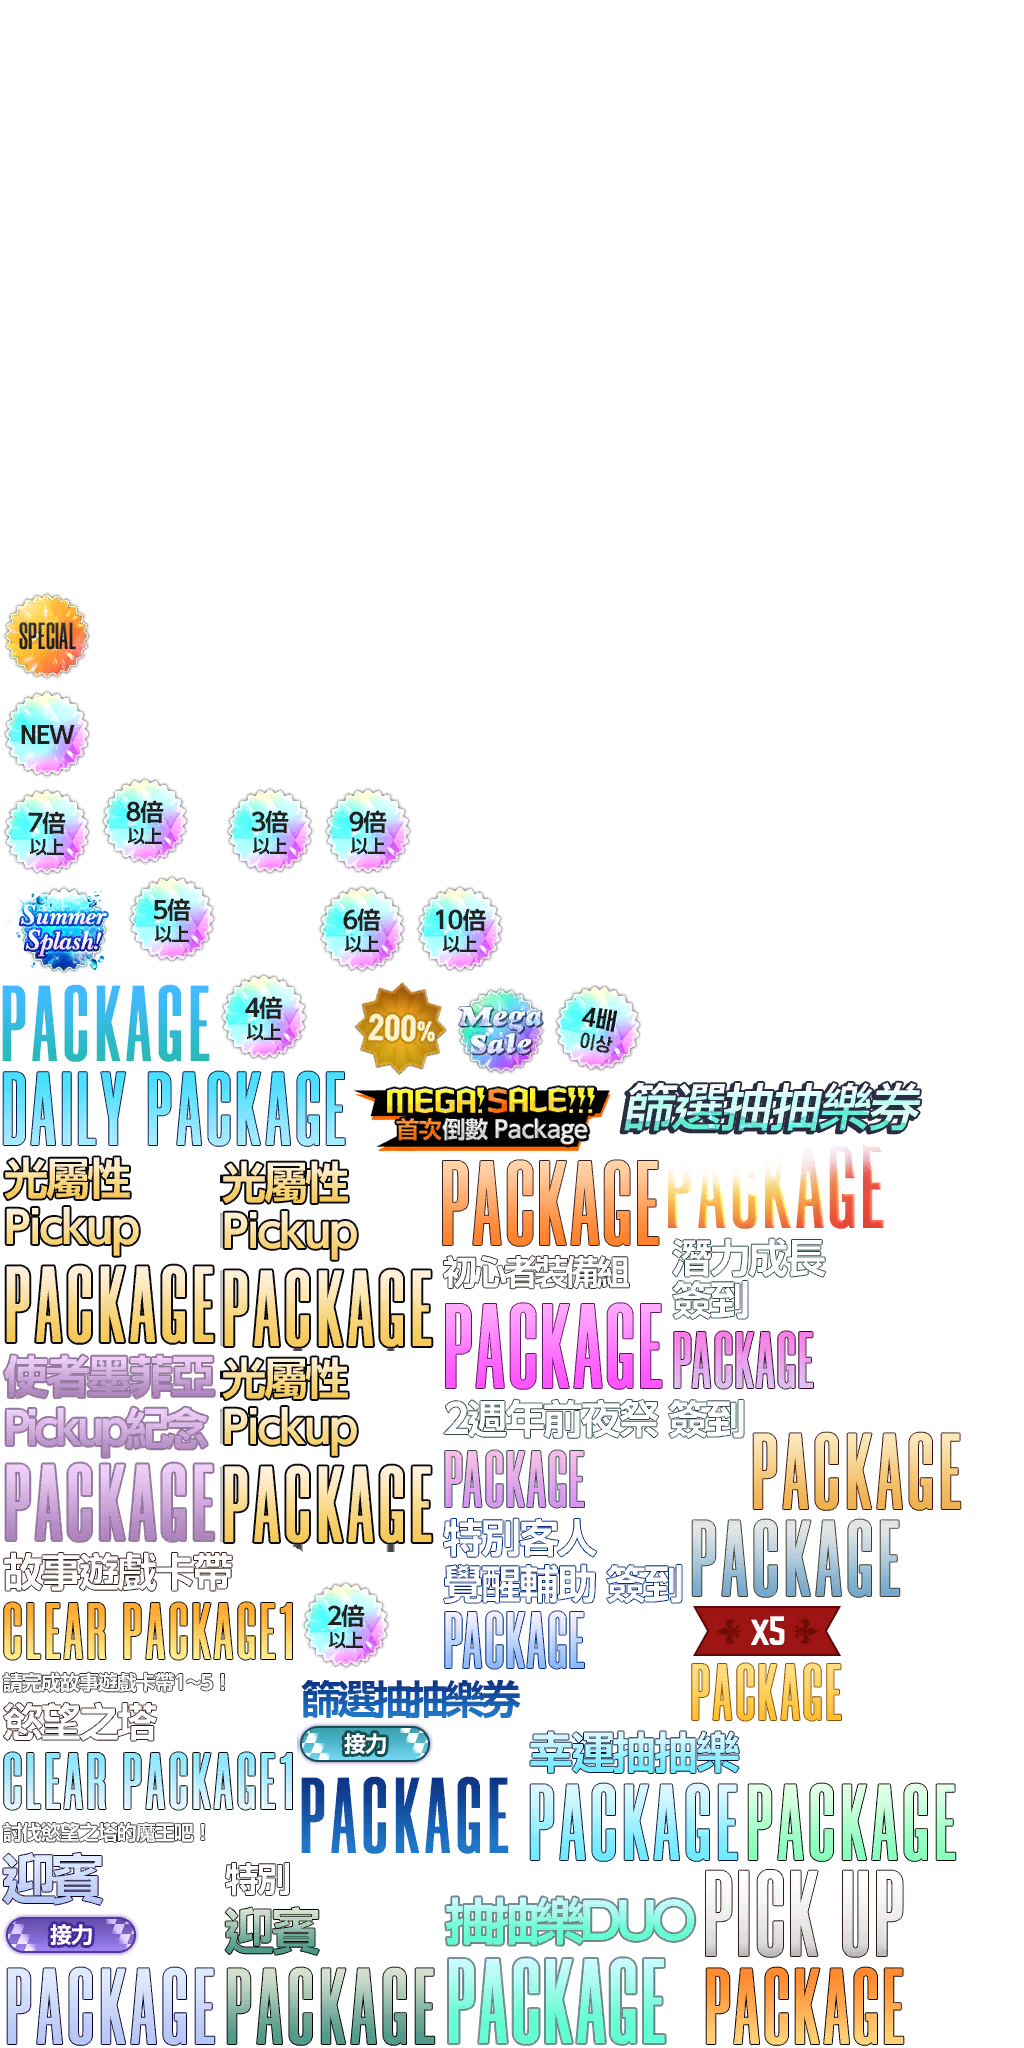 SPECIAL
NEW
7倍
以上
8倍
以上
3倍
以上
9倍
以上
Summer
Splash!
5倍
以上
6倍
以上
10倍
以上
PACKAGE
4倍
以上
200%
Mega
Sale
4배
이상
DAILY PACKAGE
MEGA!SALE!!!
首次倒數 Package
篩選抽抽樂券
光屬性
Pickup
PACKAGE
光屬性
Pickup
PACKAGE
PACKAGE
初心者裝備組
PACKAGE
PACKAGE
潛力成長
簽到
PACKAGE
使者墨菲亞
Pickup紀念
PACKAGE
光屬性
Pickup
PACKAGE
2週年前夜祭 簽到
PACKAGE
PACKAGE
特別客人
覺醒輔助 簽到
PACKAGE
PACKAGE
x5
PACKAGE
故事遊戲卡帶
CLEAR PACKAGE1
請完成故事遊戲卡帶1~5！
2倍
以上
慾望之塔
CLEAR PACKAGE1
討伐慾望之塔的魔王吧！
篩選抽抽樂券
接力
PACKAGE
幸運抽抽樂
PACKAGE
PACKAGE
迎賓
接力
PACKAGE
特別
迎賓
PACKAGE
抽抽樂DUO
PACKAGE
PICK UP
PACKAGE